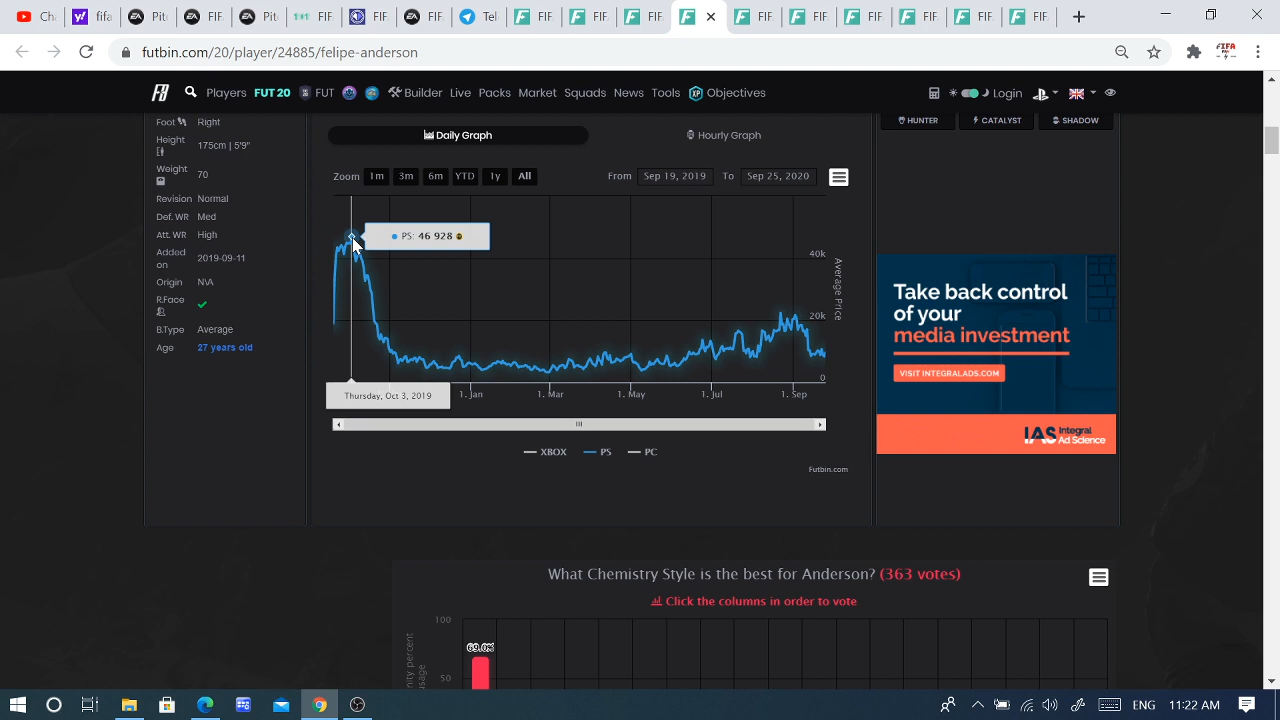 Ch
fifa
Pit
EA
Pit
FIF
Tel
FIF
FIF
FIF
FIF
FIF
FIF
FIF
FIF
futbin.com/20/player/24885/felipe-anderson
FIFA
Players FUT 20 FUT Builder Live Packs Market Squads News Tools XP Objectives Login
Foot Right
Height 175cm | 5'9"
Weight 70
Revision Normal
Def. WR Med
Att. WR High
Added on 2019-09-11
Origin N/A
R.Face
B.Type Average
Age 27 years old
Daily Graph Hourly Graph
Zoom 1m 3m 6m YTD 1y All From Sep 19, 2019 To Sep 25, 2020
PS: 46 928
40k
20k
0
Average Price
Thursday, Oct 3, 2019
1. Jan 1. Mar 1. May 1. Jul 1. Sep
XBOX PS PC
Futbin.com
HUNTER CATALYST SHADOW
Take back control
of your
media investment
VISIT INTEGRALADS.COM
IAS Integral
Ad Science
What Chemistry Style is the best for Anderson? (363 votes)
Click the columns in order to vote
100
69.0%
50
usage
ENG 11:22 AM